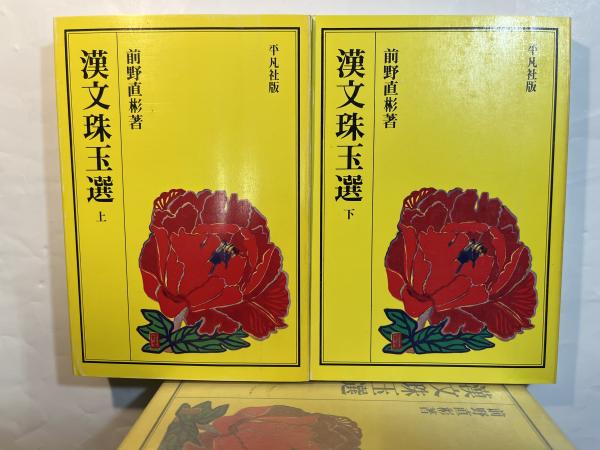 漢文珠玉選 上
前野直彬著
平凡社版
漢文珠玉選 下
前野直彬著
平凡社版
漢文珠玉選
前野直彬著